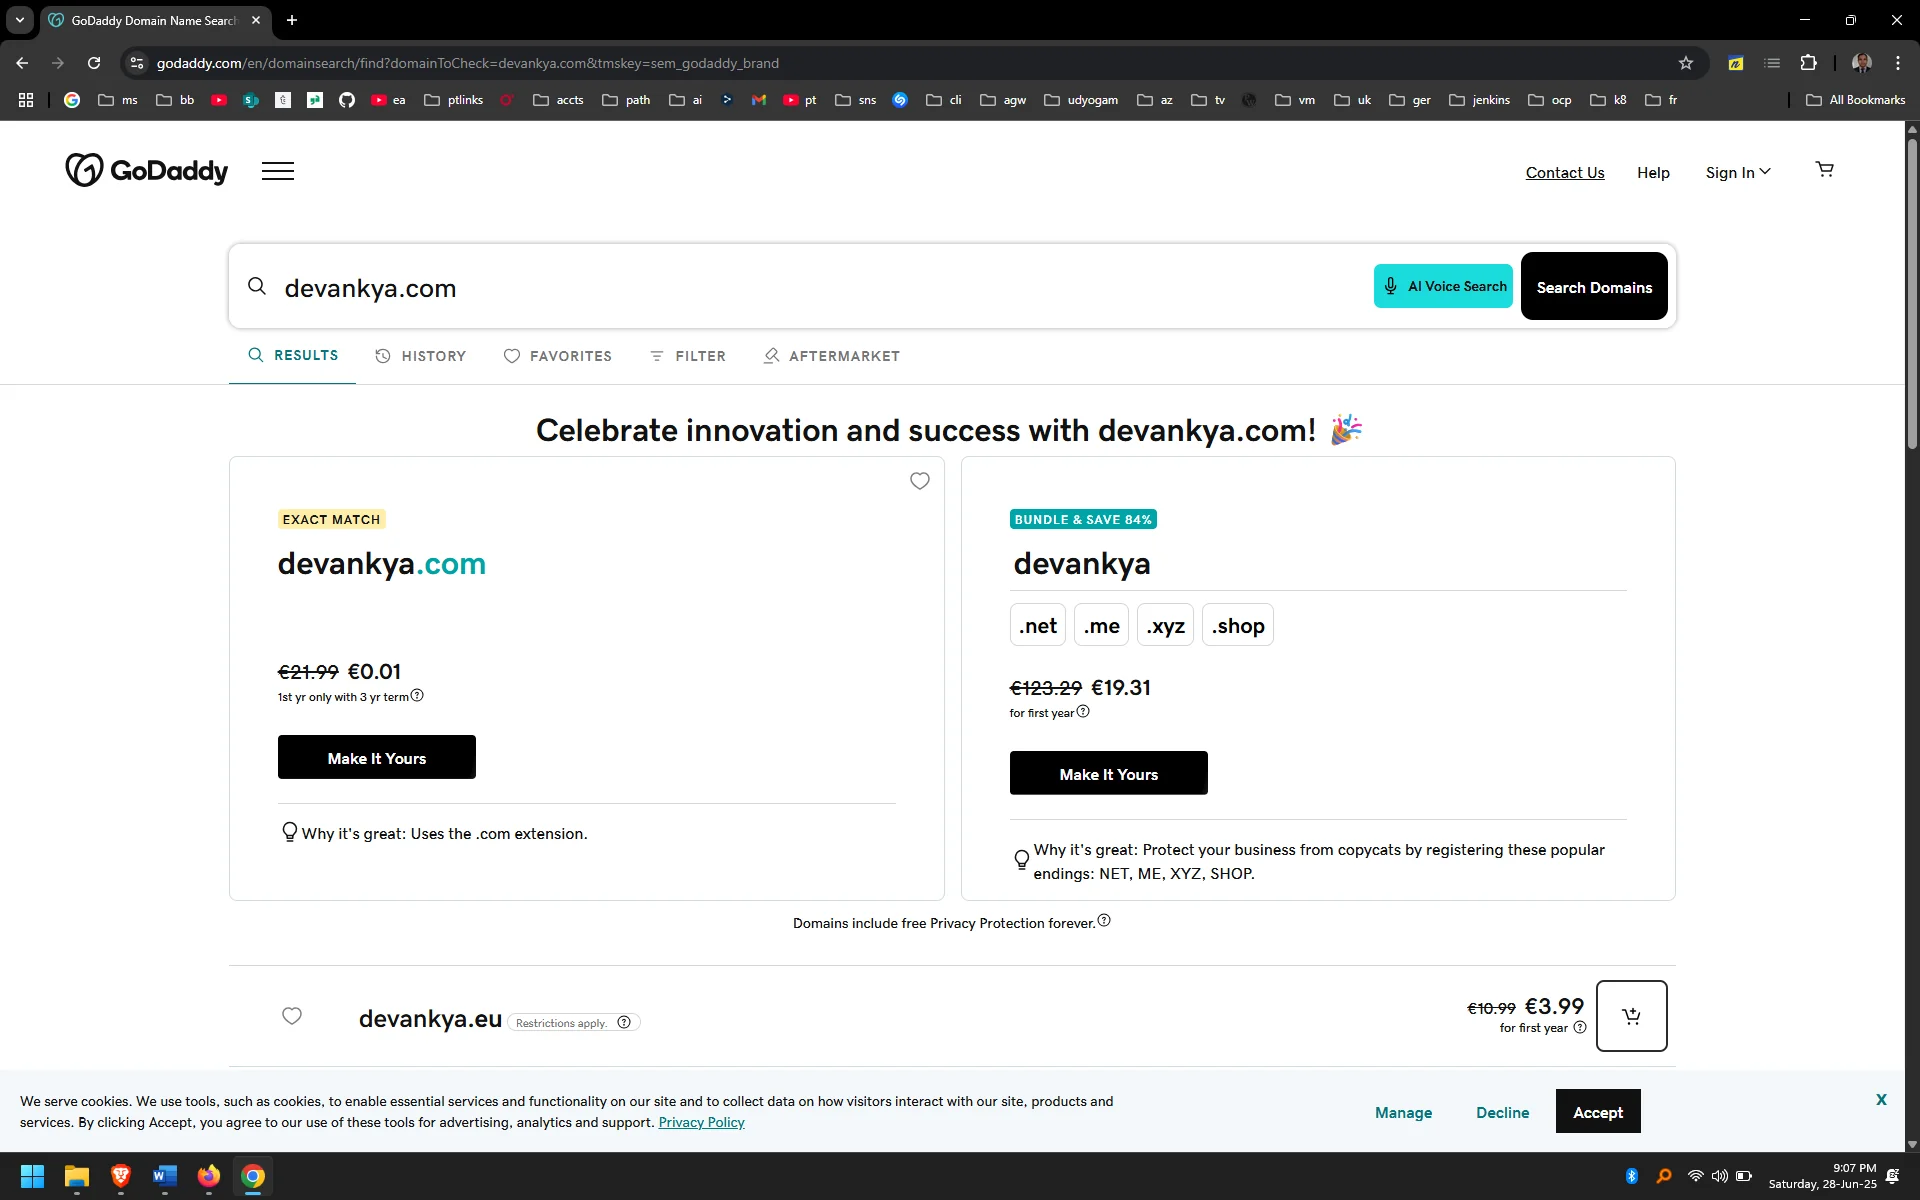 GoDaddy Domain Name Search
godaddy.com/en/domainsearch/find?domainToCheck=devankya.com&tmskey=sem_godaddy_brand
ms
bb
ea
ptlinks
accts
path
ai
pt
sns
cli
agw
udyogam
az
tv
vm
uk
ger
jenkins
ocp
k8
fr
All Bookmarks
GoDaddy
Contact Us
Help
Sign In
devankya.com
AI Voice Search
Search Domains
RESULTS
HISTORY
FAVORITES
FILTER
AFTERMARKET
Celebrate innovation and success with devankya.com!
EXACT MATCH
devankya.com
€21.99 €0.01
1st yr only with 3 yr term
Make It Yours
Why it's great: Uses the .com extension.
BUNDLE & SAVE 84%
devankya
.net .me .xyz .shop
€123.29 €19.31
for first year
Make It Yours
Why it's great: Protect your business from copycats by registering these popular
endings: NET, ME, XYZ, SHOP.
Domains include free Privacy Protection forever.
devankya.eu Restrictions apply.
€10.99 €3.99
for first year
We serve cookies. We use tools, such as cookies, to enable essential services and functionality on our site and to collect data on how visitors interact with our site, products and
services. By clicking Accept, you agree to our use of these tools for advertising, analytics and support. Privacy Policy
Manage
Decline
Accept
X
9:07 PM
Saturday, 28-Jun-25